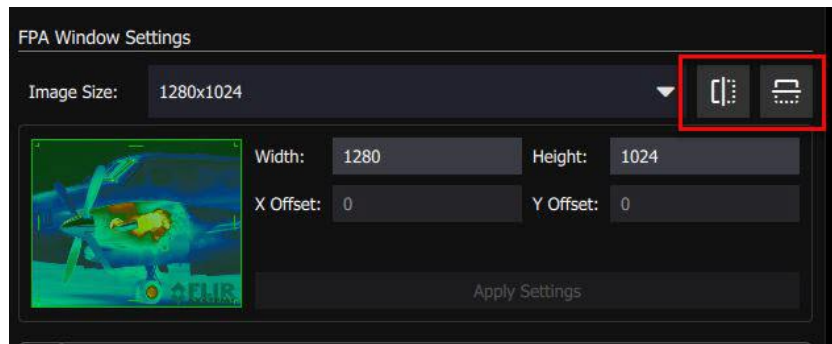 FPA Window Settings
Image Size: 1280x1024
Width: 1280 Height: 1024
X Offset: 0 Y Offset: 0
FLIR
Apply Settings